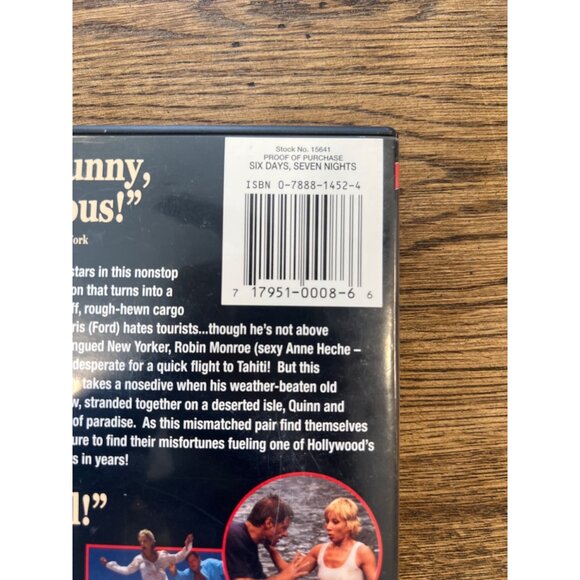 Stock No. 15641
PROOF OF PURCHASE
SIX DAYS, SEVEN NIGHTS
ISBN 0-7888-1452-4
7 17951-0008-6 6
unny,
ous!”
ork
stars in this nonstop
on that turns into a
ff, rough-hewn cargo
ris (Ford) hates tourists...though he's not above
ngued New Yorker, Robin Monroe (sexy Anne Heche –
desperate for a quick flight to Tahiti! But this
y takes a nosedive when his weather-beaten old
w, stranded together on a deserted isle, Quinn and
of paradise. As this mismatched pair find themselves
ure to find their misfortunes fueling one of Hollywood's
s in years!
l!”